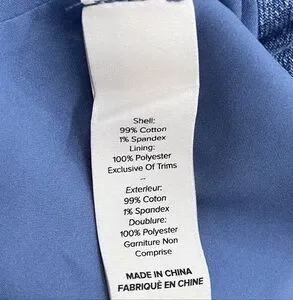 Shell:
99% Cotton
1% Spandex
Lining:
100% Polyester
Exclusive Of Trims
--
Exterieur:
99% Coton
1% Spandex
Doublure:
100% Polyester
Garniture Non
Comprise
MADE IN CHINA
FABRIQUÉ EN CHINE